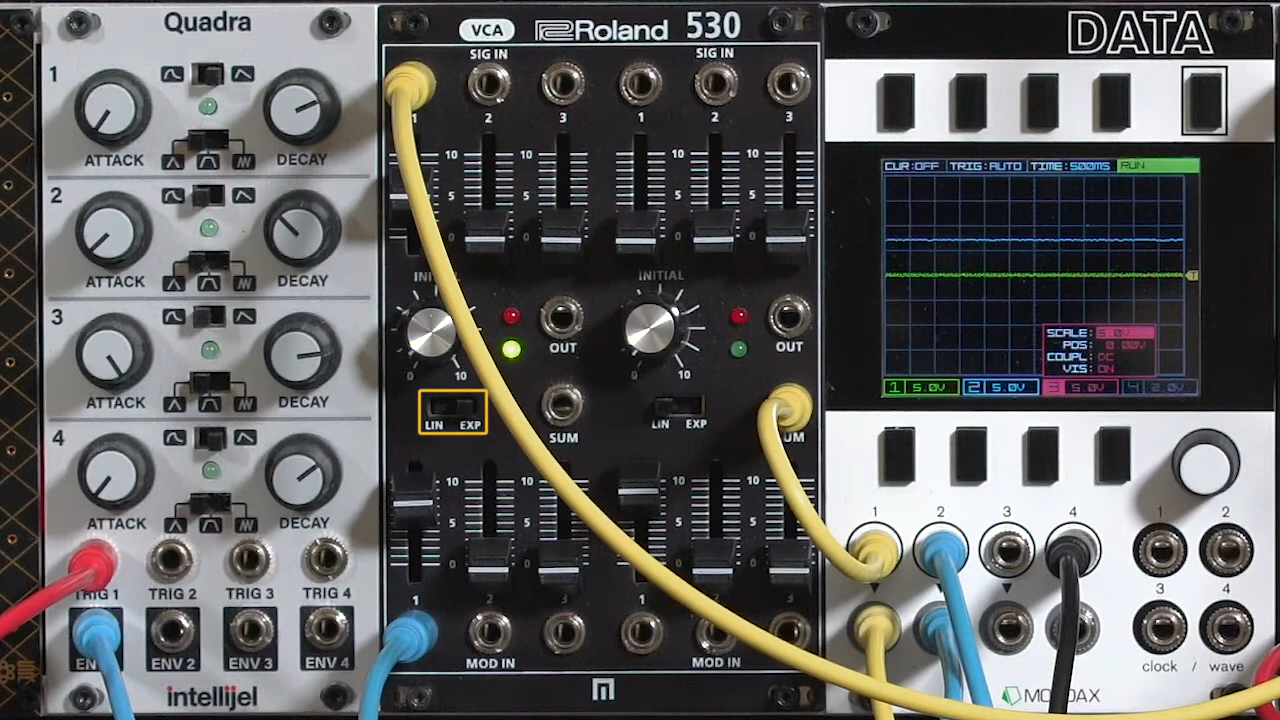 Quadra
1
ATTACK
DECAY
2
ATTACK
DECAY
3
ATTACK
DECAY
4
ATTACK
DECAY
TRIG 1 TRIG 2 TRIG 3 TRIG 4
ENV 2 ENV 3 ENV 4
intellijel
VCA Roland 530
SIG IN SIG IN
1 2 3 1 2 3
10 10 10 10
5 5 5 5
0 0 0 0
INITIAL
0 10 OUT
0 10 OUT
LIN EXP
SUM
LIN EXP
10 10 10 10
5 5 5 5
0 0 0 0
1 2 3 1 2 3
MOD IN MOD IN
DATA
CUR:OFF TRIG:AUTO TIME:500MS RUN
T
SCALE: 5.0V
POS: 0.00V
COUPL: DC
VIS: ON
1 5.0V 2 5.0V 3 5.0V 4 2.0V
1 2 3 4
1 2
3 4
clock / wave